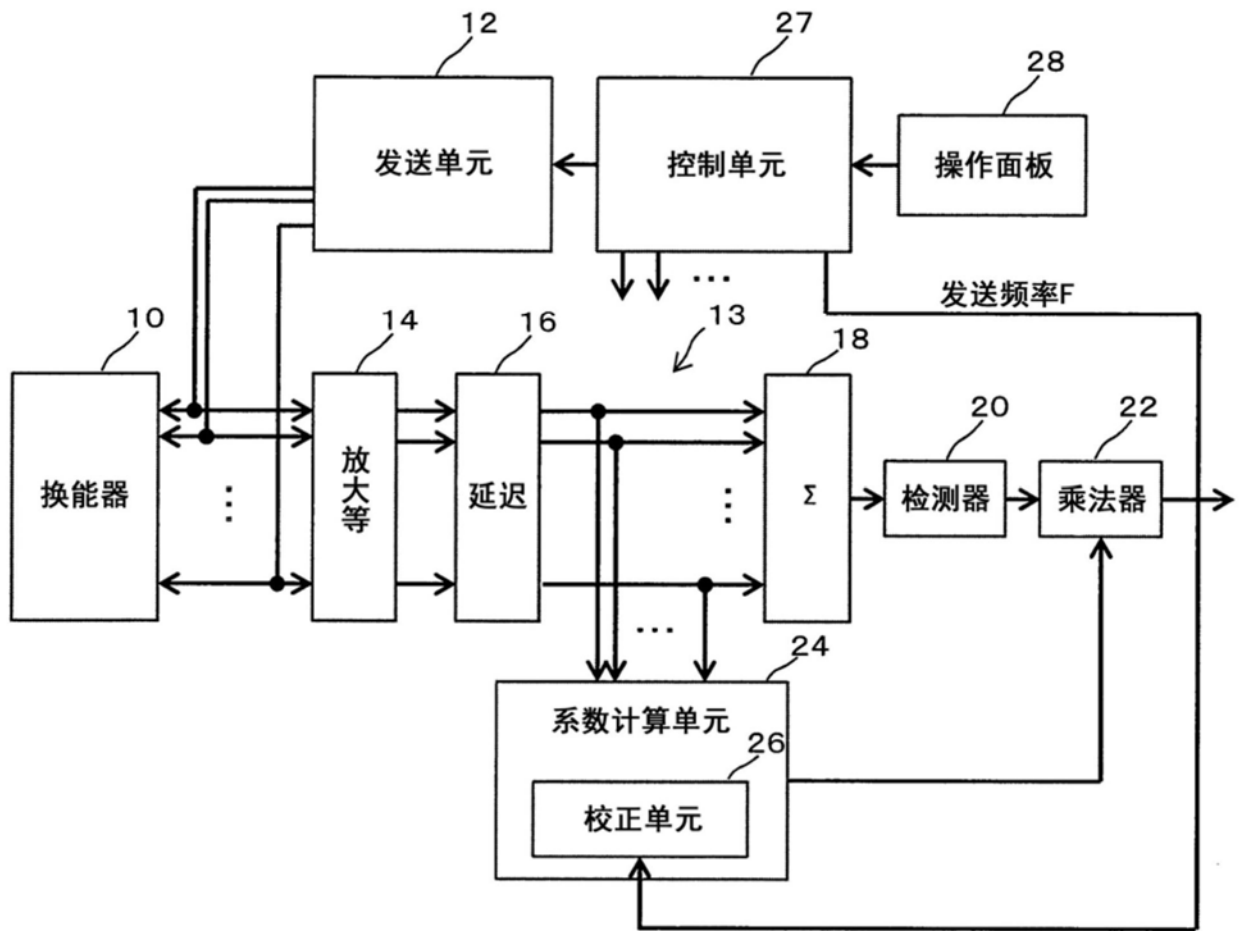 12
27
28
发送单元
控制单元
操作面板
...
发送频率F
10
14
16
13
18
20
22
换能器
放大等
延迟
Σ
检测器
乘法器
...
...
...
24
系数计算单元
26
校正单元